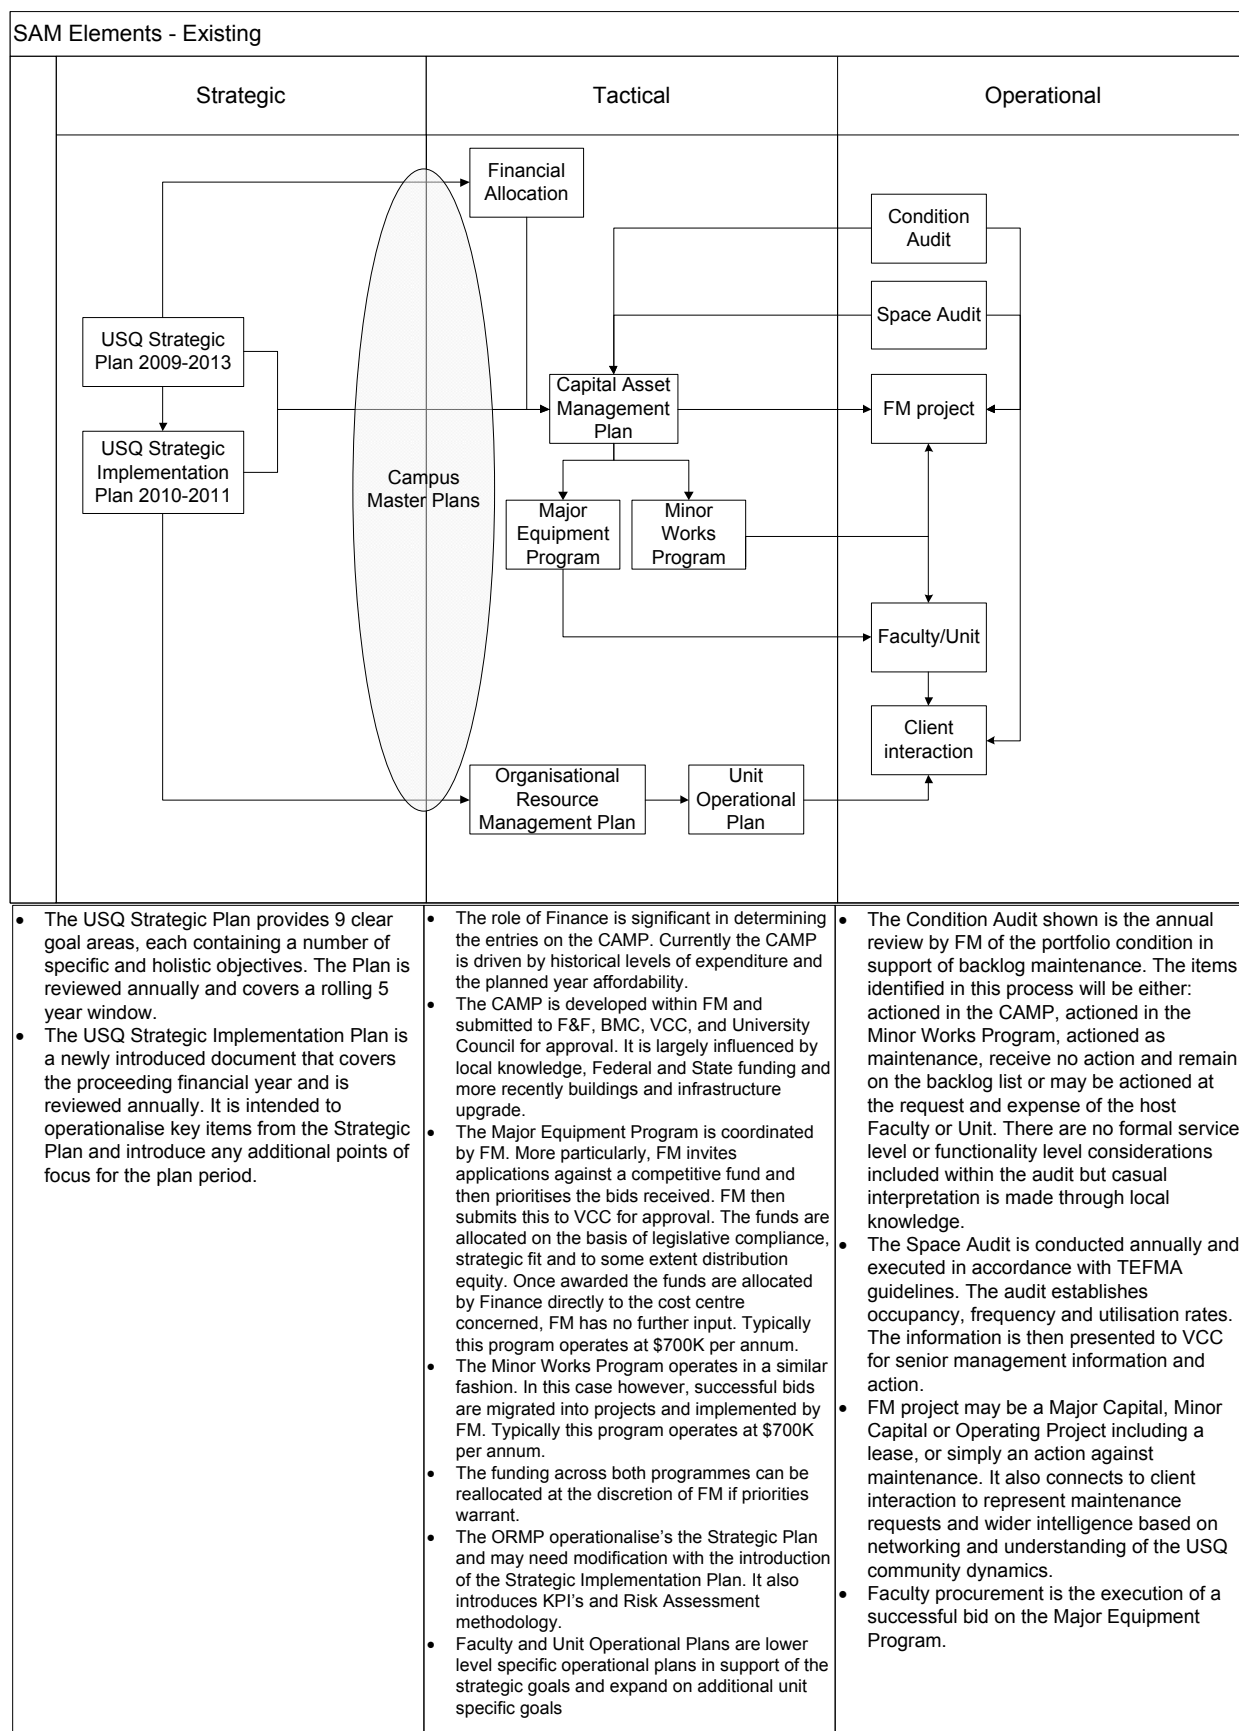 SAM Elements - Existing
Strategic
Tactical
Operational
Financial
Allocation
Condition
Audit
Space Audit
USQ Strategic
Plan 2009-2013
Capital Asset
Management
Plan
FM project
USQ Strategic
Implementation
Plan 2010-2011
Campus
Master Plans
Major
Equipment
Program
Minor
Works
Program
Faculty/Unit
Client
interaction
Organisational
Resource
Management Plan
Unit
Operational
Plan
• The USQ Strategic Plan provides 9 clear
goal areas, each containing a number of
specific and holistic objectives. The Plan is
reviewed annually and covers a rolling 5
year window.
• The USQ Strategic Implementation Plan is
a newly introduced document that covers
the proceeding financial year and is
reviewed annually. It is intended to
operationalise key items from the Strategic
Plan and introduce any additional points of
focus for the plan period.
• The role of Finance is significant in determining
the entries on the CAMP. Currently the CAMP
is driven by historical levels of expenditure and
the planned year affordability.
• The CAMP is developed within FM and
submitted to F&F, BMC, VCC, and University
Council for approval. It is largely influenced by
local knowledge, Federal and State funding and
more recently buildings and infrastructure
upgrade.
• The Major Equipment Program is coordinated
by FM. More particularly, FM invites
applications against a competitive fund and
then prioritises the bids received. FM then
submits this to VCC for approval. The funds are
allocated on the basis of legislative compliance,
strategic fit and to some extent distribution
equity. Once awarded the funds are allocated
by Finance directly to the cost centre
concerned, FM has no further input. Typically
this program operates at $700K per annum.
• The Minor Works Program operates in a similar
fashion. In this case however, successful bids
are migrated into projects and implemented by
FM. Typically this program operates at $700K
per annum.
• The funding across both programmes can be
reallocated at the discretion of FM if priorities
warrant.
• The ORMP operationalise's the Strategic Plan
and may need modification with the introduction
of the Strategic Implementation Plan. It also
introduces KPI's and Risk Assessment
methodology.
• Faculty and Unit Operational Plans are lower
level specific operational plans in support of the
strategic goals and expand on additional unit
specific goals
• The Condition Audit shown is the annual
review by FM of the portfolio condition in
support of backlog maintenance. The items
identified in this process will be either:
actioned in the CAMP, actioned in the
Minor Works Program, actioned as
maintenance, receive no action and remain
on the backlog list or may be actioned at
the request and expense of the host
Faculty or Unit. There are no formal service
level or functionality level considerations
included within the audit but casual
interpretation is made through local
knowledge.
• The Space Audit is conducted annually and
executed in accordance with TEFMA
guidelines. The audit establishes
occupancy, frequency and utilisation rates.
The information is then presented to VCC
for senior management information and
action.
• FM project may be a Major Capital, Minor
Capital or Operating Project including a
lease, or simply an action against
maintenance. It also connects to client
interaction to represent maintenance
requests and wider intelligence based on
networking and understanding of the USQ
community dynamics.
• Faculty procurement is the execution of a
successful bid on the Major Equipment
Program.